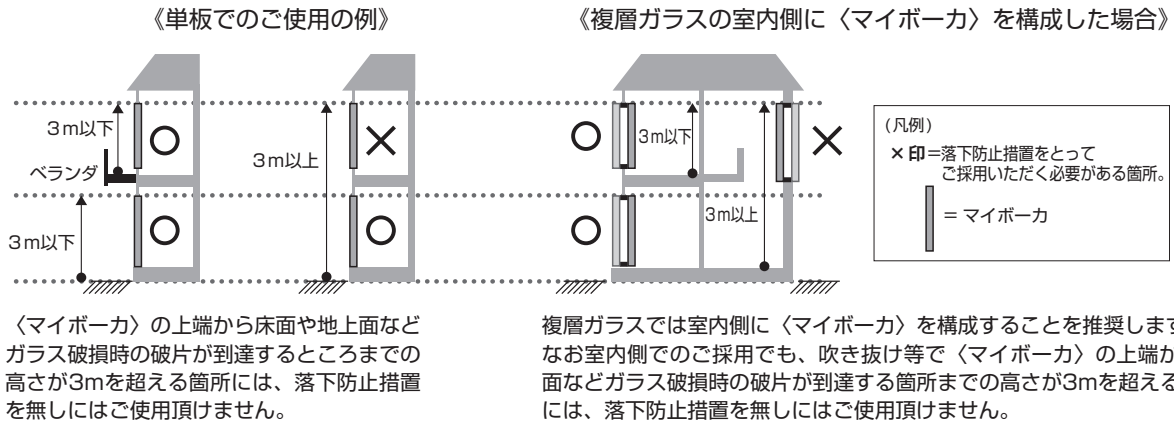 《単板でのご使用の例》
3m以下
ベランダ
3m以下
3m以上
〈マイボーカ〉の上端から床面や地上面など
ガラス破損時の破片が到達するところまでの
高さが3mを超える箇所には、落下防止措置
を無しにはご使用頂けません。
《複層ガラスの室内側に〈マイボーカ〉を構成した場合》
3m以下
3m以上
(凡例)
×印=落下防止措置をとって
ご採用いただく必要がある箇所。
= マイボーカ
複層ガラスでは室内側に〈マイボーカ〉を構成することを推奨します
なお室内側でのご採用でも、吹き抜け等で〈マイボーカ〉の上端か
面などガラス破損時の破片が到達する箇所までの高さが3mを超える
には、落下防止措置を無しにはご使用頂けません。